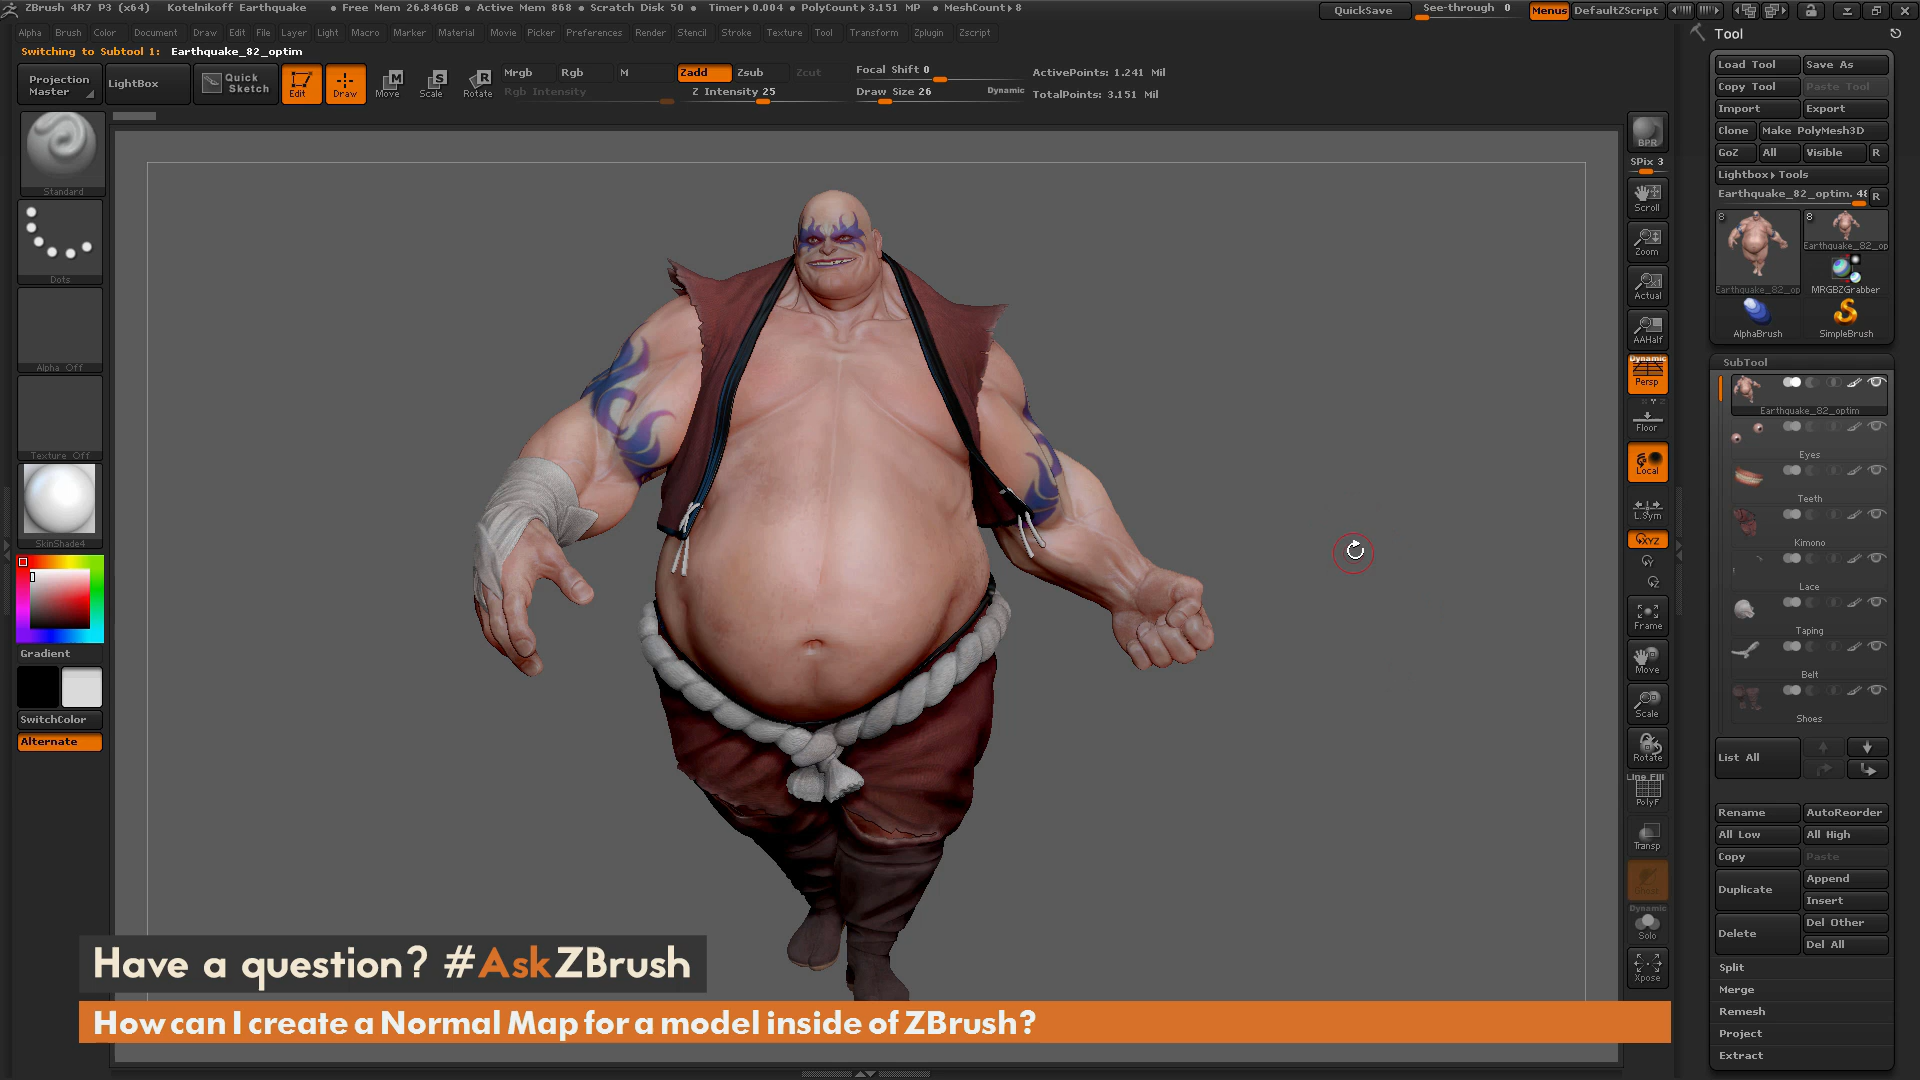 ZBrush 4R7 P3 (x64) Kotelnikoff Earthquake ● Free Mem 26.846GB ● Active Mem 868 ● Scratch Disk 50 ● Timer▸0.004 ● PolyCount▸3.151 MP ● MeshCount▸8 QuickSave See-through 0 Menus DefaultZScript
Alpha Brush Color Document Draw Edit File Layer Light Macro Marker Material Movie Picker Preferences Render Stencil Stroke Texture Tool Transform Zplugin Zscript
Switching to Subtool 1: Earthquake_82_optim
Projection Master
LightBox
Quick Sketch
Edit
Draw
Move
Scale
Rotate
Mrgb Rgb M
Rgb Intensity
Zadd Zsub Zcut
Z Intensity 25
Focal Shift 0
Draw Size 26 Dynamic
ActivePoints: 1.241 Mil
TotalPoints: 3.151 Mil
Standard
Dots
Alpha Off
Texture Off
SkinShade4
Gradient
SwitchColor
Alternate
BPR
SPix 3
Scroll
Zoom
Actual
AAHalf
Dynamic
Persp
Floor
Local
L.Sym
XYZ
Frame
Move
Scale
Rotate
Line Fill
PolyF
Transp
Ghost
Dynamic
Solo
Xpose
Tool
Load Tool Save As
Copy Tool Paste Tool
Import Export
Clone Make PolyMesh3D
GoZ All Visible R
Lightbox▸Tools
Earthquake_82_optim. 48 R
8 8
Earthquake_82_op
Earthquake_82_op
MRGBZGrabber
AlphaBrush SimpleBrush
SubTool
Earthquake_82_optim
Eyes
Teeth
Kimono
Lace
Taping
Belt
Shoes
List All
Rename AutoReorder
All Low All High
Copy Paste
Duplicate Append
Insert
Delete Del Other
Del All
Split
Merge
Remesh
Project
Extract
Have a question? #AskZBrush
How can I create a Normal Map for a model inside of ZBrush?